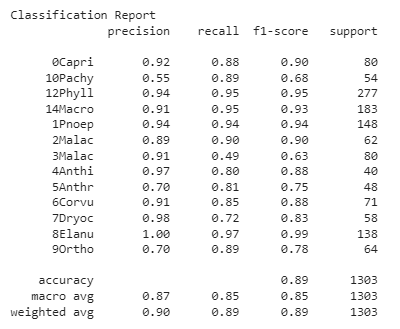 Classification Report
precision recall f1-score support
0Capri 0.92 0.88 0.90 80
10Pachy 0.55 0.89 0.68 54
12Phyll 0.94 0.95 0.95 277
14Macro 0.91 0.95 0.93 183
1Pnoep 0.94 0.94 0.94 148
2Malac 0.89 0.90 0.90 62
3Malac 0.91 0.49 0.63 80
4Anthi 0.97 0.80 0.88 40
5Anthr 0.70 0.81 0.75 48
6Corvu 0.91 0.85 0.88 71
7Dryoc 0.98 0.72 0.83 58
8Elanu 1.00 0.97 0.99 138
9Ortho 0.70 0.89 0.78 64
accuracy 0.89 1303
macro avg 0.87 0.85 0.85 1303
weighted avg 0.90 0.89 0.89 1303